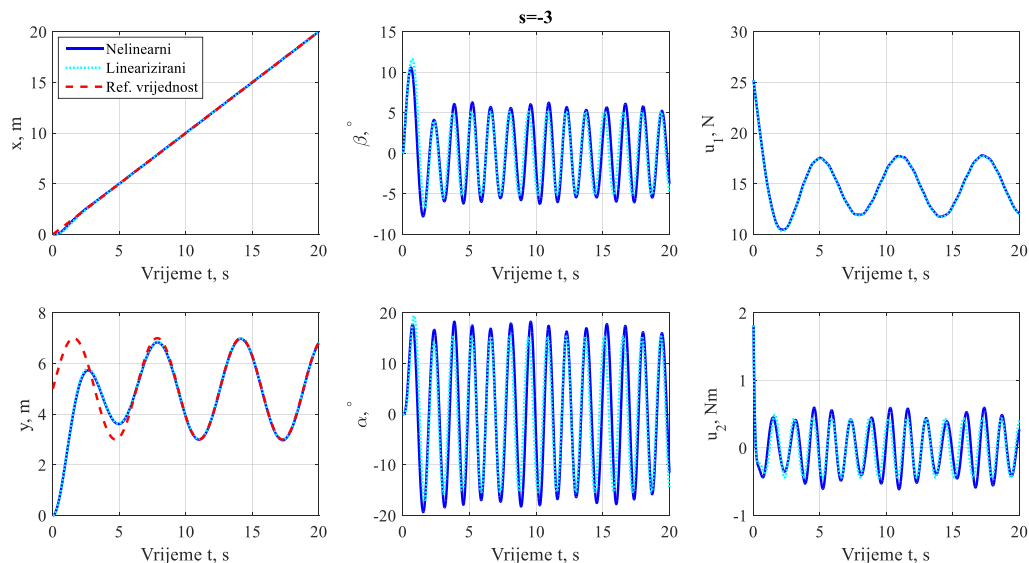 s=-3
x, m
20
15
10
5
0
Nelinearni
Linearizirani
Ref. vrijednost
0 5 10 15 20
Vrijeme t, s
β, °
15
10
5
0
-5
-10
0 5 10 15 20
Vrijeme t, s
u1, N
30
25
20
15
10
0 5 10 15 20
Vrijeme t, s
y, m
8
6
4
2
0
0 5 10 15 20
Vrijeme t, s
α, °
20
10
0
-10
-20
0 5 10 15 20
Vrijeme t, s
u2, Nm
2
1
0
-1
0 5 10 15 20
Vrijeme t, s